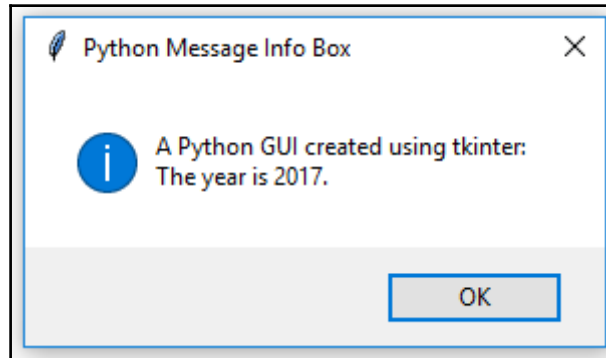 Python Message Info Box
A Python GUI created using tkinter:
The year is 2017.
OK